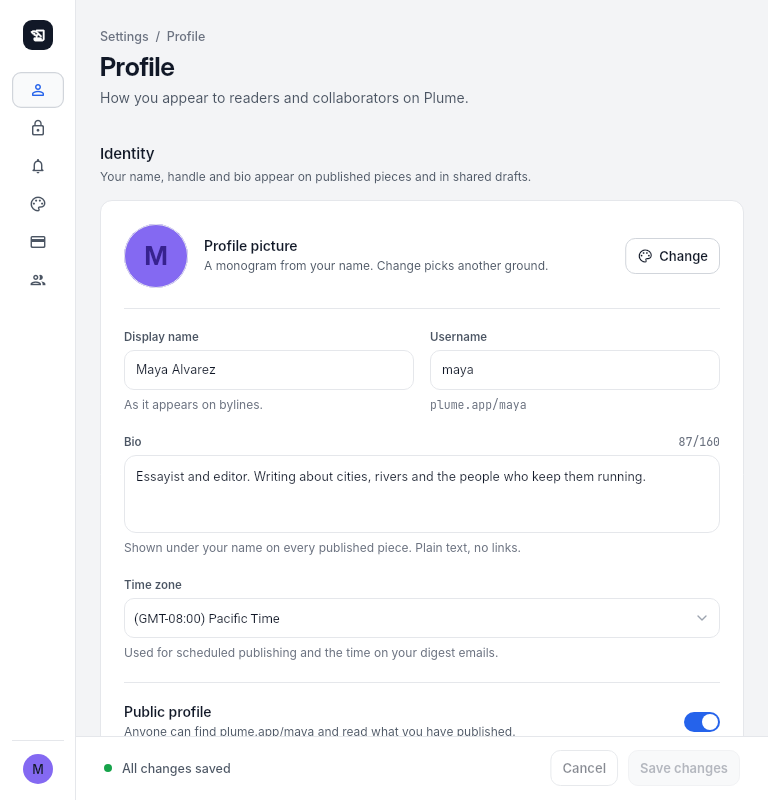 Settings / Profile
Profile
How you appear to readers and collaborators on Plume.
Identity
Your name, handle and bio appear on published pieces and in shared drafts.
M
Profile picture
A monogram from your name. Change picks another ground.
Change
Display name
Username
Maya Alvarez
maya
As it appears on bylines.
plume.app/maya
Bio
87/160
Essayist and editor. Writing about cities, rivers and the people who keep them running.
Shown under your name on every published piece. Plain text, no links.
Time zone
(GMT-08:00) Pacific Time
Used for scheduled publishing and the time on your digest emails.
Public profile
Anyone can find plume.app/maya and read what you have published.
M
All changes saved
Cancel
Save changes